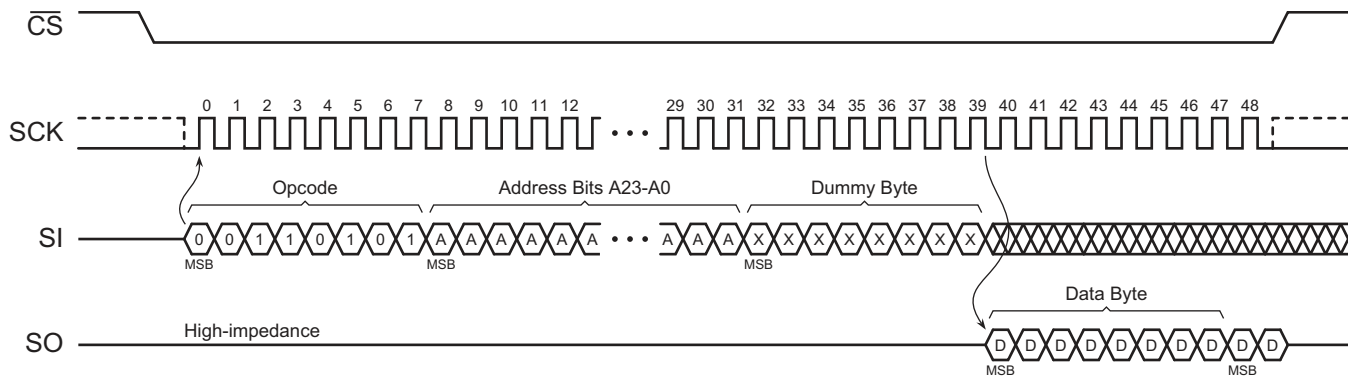 CS
0 1 2 3 4 5 6 7 8 9 10 11 12 29 30 31 32 33 34 35 36 37 38 39 40 41 42 43 44 45 46 47 48
SCK
Opcode Address Bits A23-A0 Dummy Byte
SI 0 0 1 1 0 1 0 1 A A A A A A A A A X X X X X X X X
MSB MSB MSB
Data Byte
High-impedance
SO D D D D D D D D D D
MSB MSB